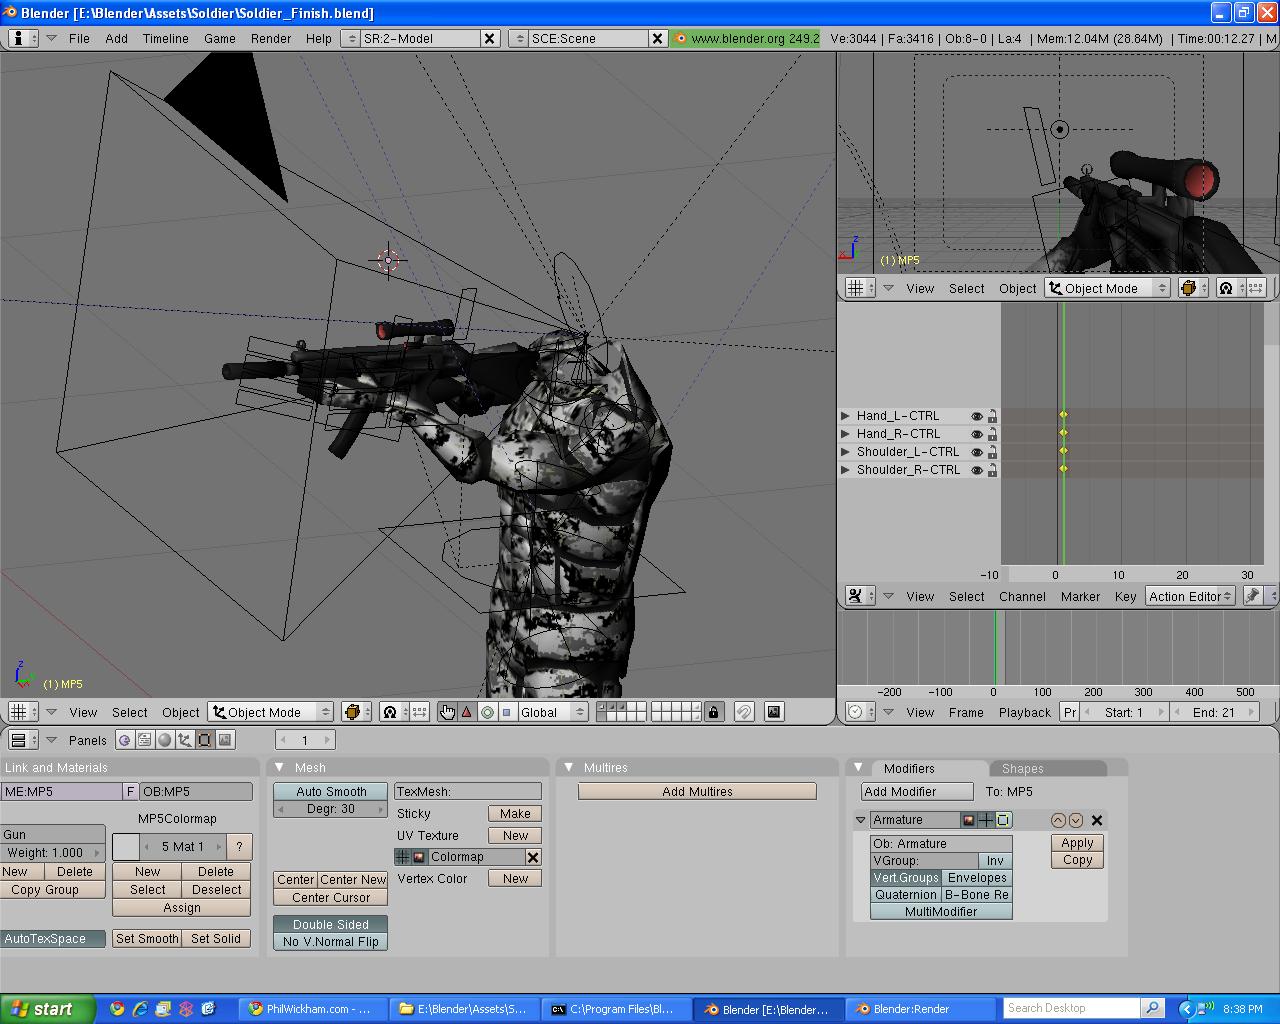 Blender [E:\Blender\Assets\Soldier\Soldier_Finish.blend]
File Add Timeline Game Render Help SR:2-Model SCE:Scene www.blender.org 249.2 Ve:3044 | Fa:3416 | Ob:8-0 | La:4 | Mem:12.04M (28.84M) | Time:00:12.27 | M
z
(1) MP5
z
x
(1) MP5
View Select Object Object Mode
Hand_L-CTRL
Hand_R-CTRL
Shoulder_L-CTRL
Shoulder_R-CTRL
-10 0 10 20 30
View Select Channel Marker Key Action Editor
-200 -100 0 100 200 300 400 500
View Frame Playback Pr Start: 1 End: 21
View Select Object Object Mode Global
Panels 1
Link and Materials
ME:MP5 F OB:MP5
MP5Colormap
Gun
Weight: 1.000
5 Mat 1 ?
New Delete New Delete
Copy Group Select Deselect
Assign
AutoTexSpace Set Smooth Set Solid
Mesh
Auto Smooth
Degr: 30
TexMesh:
Sticky Make
UV Texture New
Colormap
Vertex Color New
Center Center New
Center Cursor
Double Sided
No V.Normal Flip
Multires
Add Multires
Modifiers Shapes
Add Modifier To: MP5
Armature
Ob: Armature
VGroup: Inv
Vert.Groups Envelopes
Quaternion B-Bone Re
MultiModifier
Apply
Copy
start
PhilWickham.com - ...
E:\Blender\Assets\S...
C:\Program Files\Bl...
Blender [E:\Blender...
Blender:Render
Search Desktop
8:38 PM